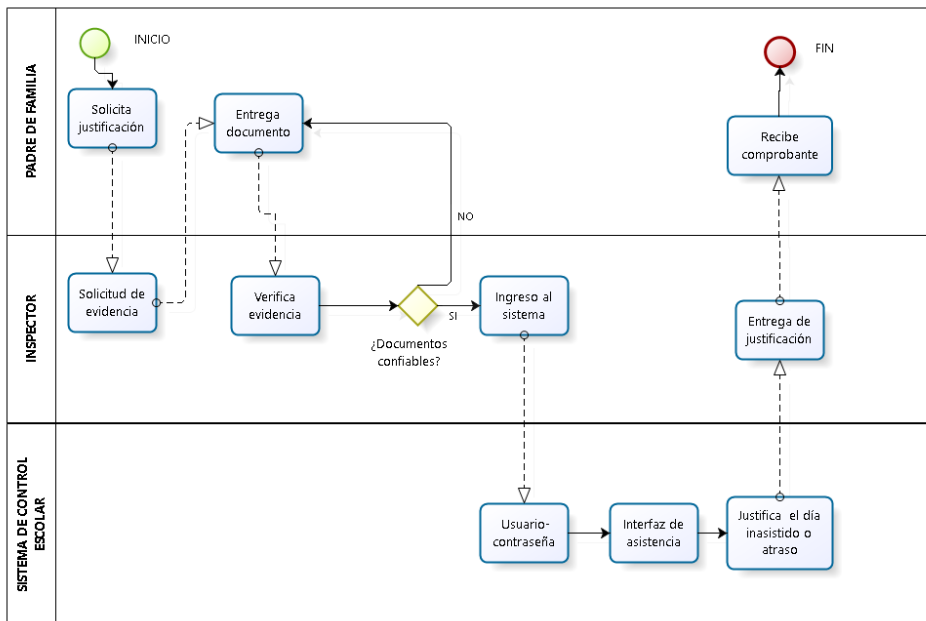 PADRE DE FAMILIA
INICIO
Solicita
justificación
Entrega
documento
NO
FIN
Recibe
comprobante
INSPECTOR
Solicitud de
evidencia
Verifica
evidencia
¿Documentos
confiables?
SI
Ingreso al
sistema
Entrega de
justificación
SISTEMA DE CONTROL
ESCOLAR
Usuario-
contraseña
Interfaz de
asistencia
Justifica el día
inasistido o
atraso